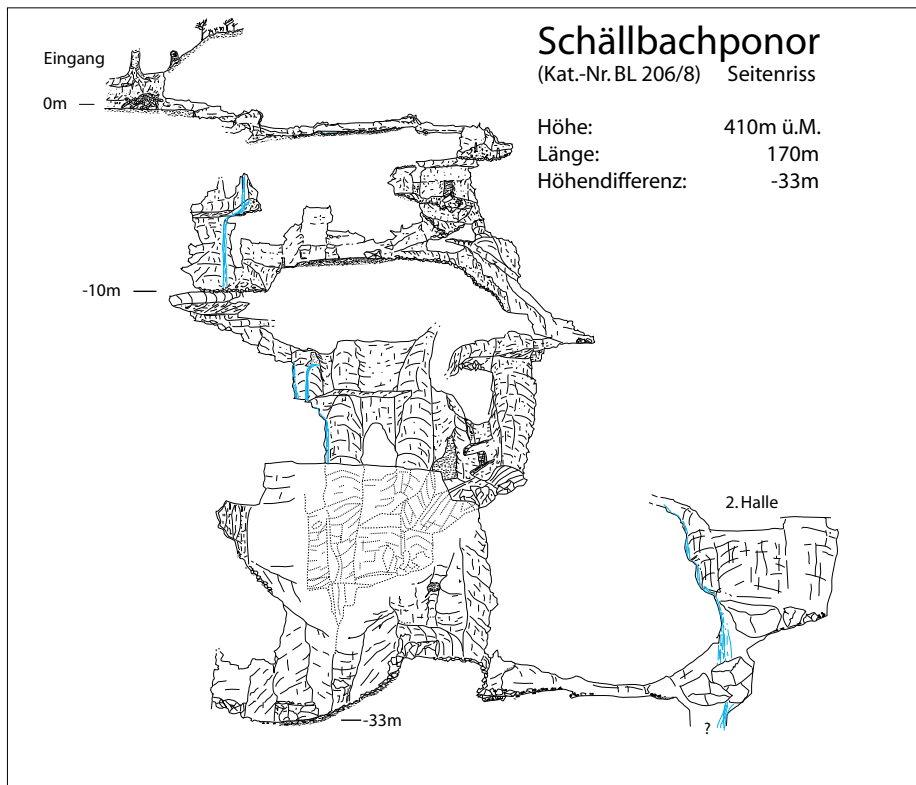 Schällbachponor
(Kat.-Nr. BL 206/8) Seitenriss
Höhe: 410m ü.M.
Länge: 170m
Höhendifferenz: -33m
Eingang
0m
-10m
2.Halle
-33m
?